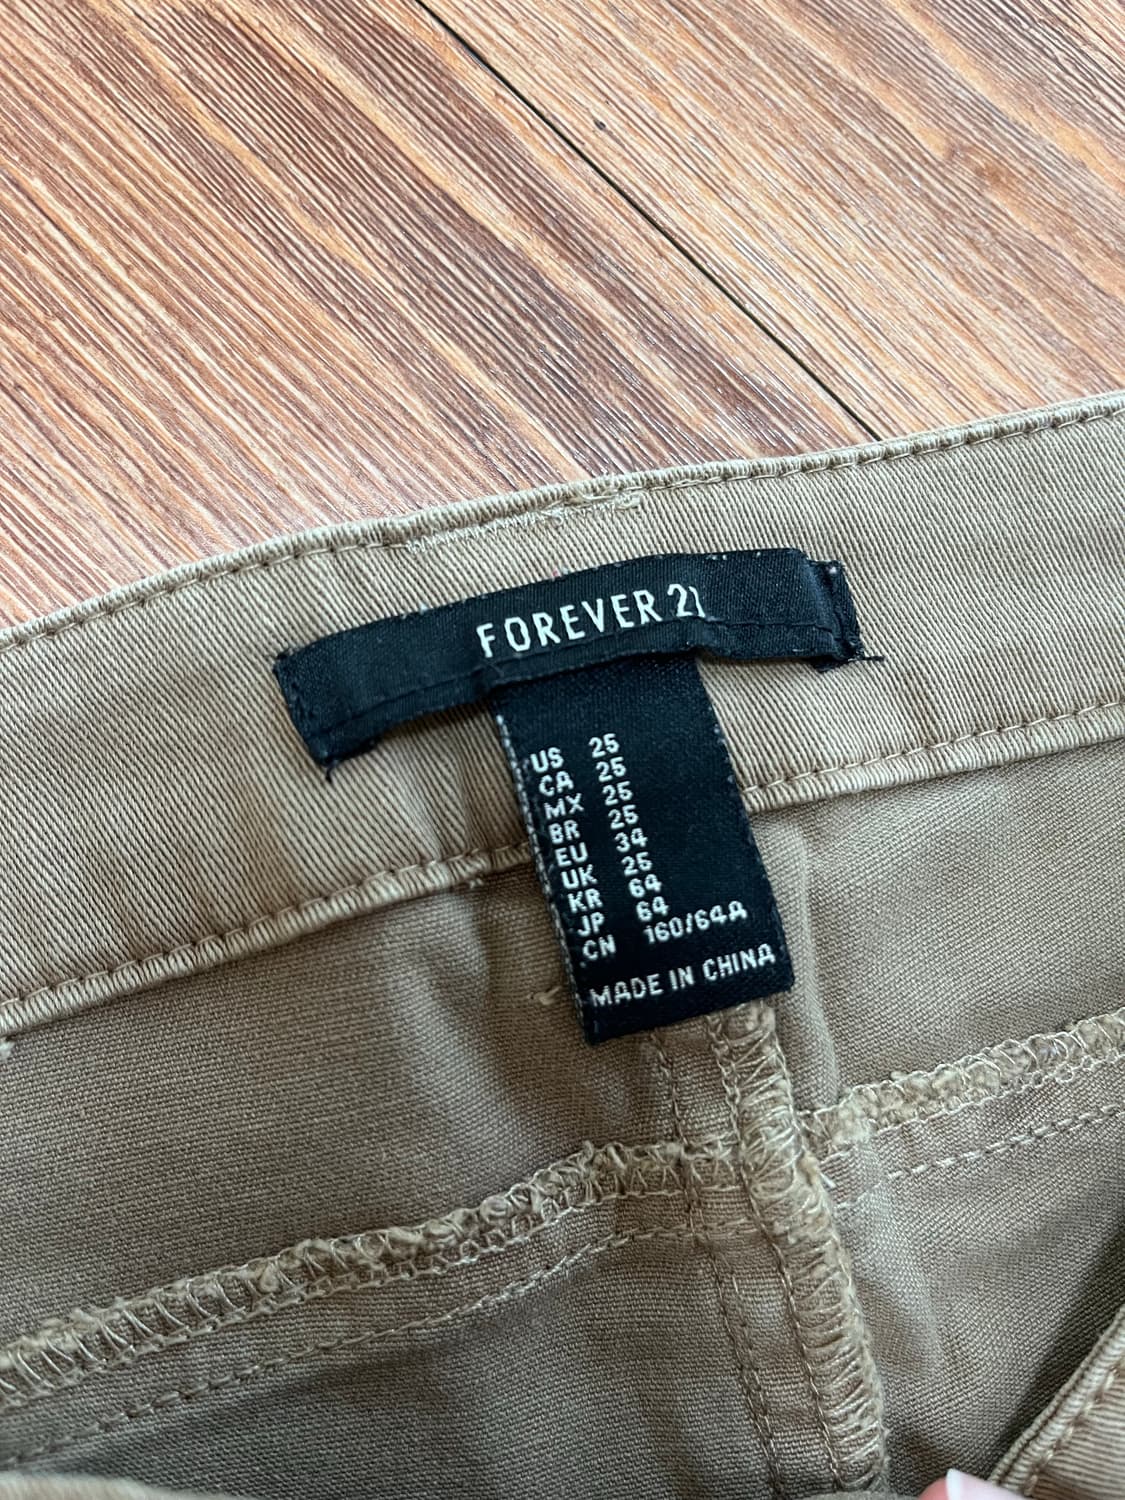 FOREVER 21
US 25
CA 25
MX 25
BR 25
EU 34
UK 25
KR 64
JP 64
CN 160/64A
MADE IN CHINA